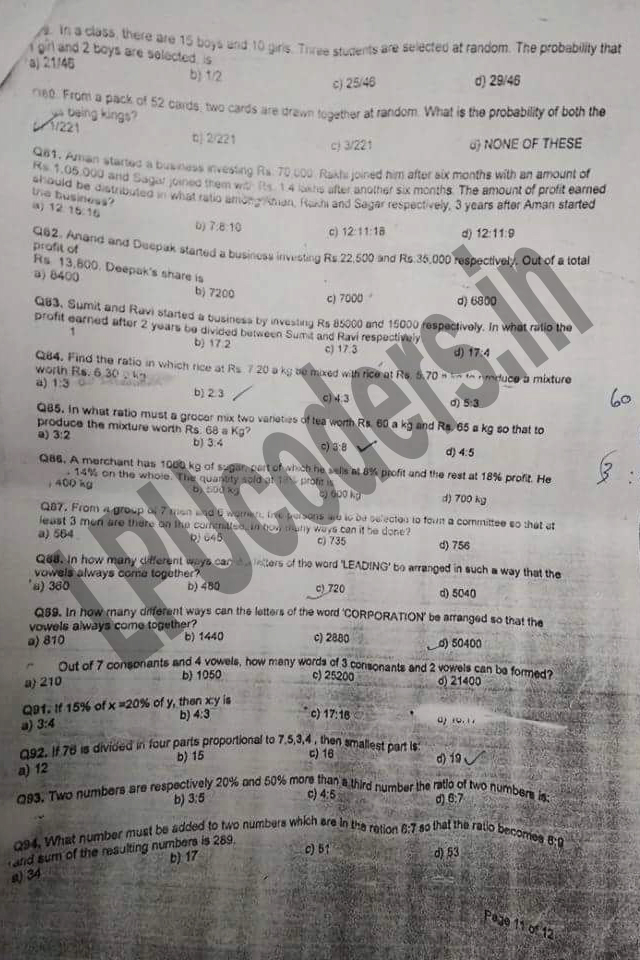 9. In a class, there are 15 boys and 10 girls. Three students are selected at random. The probability that
1 girl and 2 boys are selected, is
a) 21/46 b) 1/2 c) 25/46 d) 29/46
Q80. From a pack of 52 cards, two cards are drawn together at random. What is the probability of both the
being kings?
1/221 b) 2/221 c) 3/221 d) NONE OF THESE
Q81. Aman started a business investing Rs. 70,000. Rakhi joined him after six months with an amount of
Rs. 1,05,000 and Sagar joined them with Rs. 1.4 lakhs after another six months. The amount of profit earned
should be distributed in what ratio among Aman, Rakhi and Sagar respectively, 3 years after Aman started
the business?
a) 12:15:16 b) 7:8:10 c) 12:11:18 d) 12:11:9
Q82. Anand and Deepak started a business investing Rs.22,500 and Rs.35,000 respectively. Out of a total
profit of
Rs. 13,800, Deepak's share is
a) 8400 b) 7200 c) 7000 d) 6800
Q83. Sumit and Ravi started a business by investing Rs 85000 and 15000 respectively. In what ratio the
profit earned after 2 years be divided between Sumit and Ravi respectively
1 b) 17:2 c) 17:3 d) 17:4
Q84. Find the ratio in which rice at Rs. 7.20 a kg be mixed with rice at Rs. 5.70 a kg to produce a mixture
worth Rs. 6.30 a kg
a) 1:3 b) 2:3 c) 4:3 d) 5:3
60
Q85. In what ratio must a grocer mix two varieties of tea worth Rs. 60 a kg and Rs. 65 a kg so that to
produce the mixture worth Rs. 68 a Kg?
a) 3:2 b) 3:4 c) 3:8 d) 4:5
Q86. A merchant has 1000 kg of sugar, part of which he sells at 8% profit and the rest at 18% profit. He
14% on the whole. The quantity sold at 18% profit is
400 kg b) 500 kg c) 600 kg d) 700 kg
3 :
Q87. From a group of 7 men and 6 women, five persons are to be selected to form a committee so that at
least 3 men are there on the committee. In how many ways can it be done?
a) 564 b) 645 c) 735 d) 756
Q88. In how many different ways can the letters of the word 'LEADING' be arranged in such a way that the
vowels always come together?
a) 360 b) 480 c) 720 d) 5040
Q89. In how many different ways can the letters of the word 'CORPORATION' be arranged so that the
vowels always come together?
a) 810 b) 1440 c) 2880 d) 50400
Out of 7 consonants and 4 vowels, how many words of 3 consonants and 2 vowels can be formed?
a) 210 b) 1050 c) 25200 d) 21400
Q91. If 15% of x =20% of y, then x:y is
a) 3:4 b) 4:3 c) 17:16
Q92. If 76 is divided in four parts proportional to 7,5,3,4 , then smallest part is:
a) 12 b) 15 c) 16 d) 19
Q93. Two numbers are respectively 20% and 50% more than a third number the ratio of two numbers is:
b) 3:5 c) 4:5 d) 6:7
Q94. What number must be added to two numbers which are in the retion 6:7 so that the ratio becomes 8:9
and sum of the resulting numbers is 289.
a) 34 b) 17 c) 51 d) 53
Page 11 of 12
LPUcoders.in